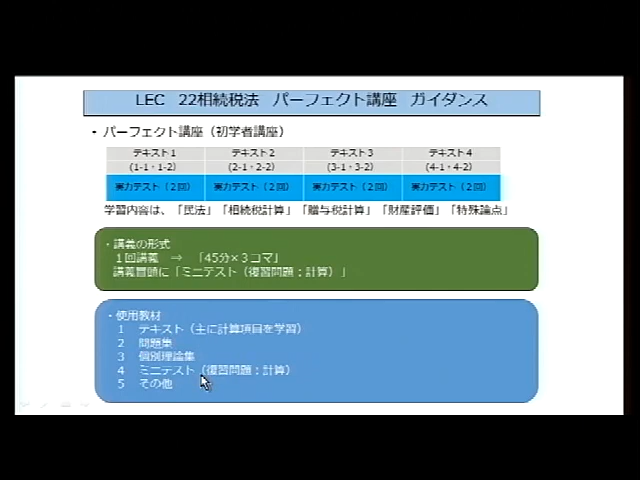 LEC 22相続税法 パーフェクト講座 ガイダンス
・パーフェクト講座（初学者講座）
テキスト1 テキスト2 テキスト3 テキスト4
(1-1・1-2) (2-1・2-2) (3-1・3-2) (4-1・4-2)
実力テスト（2回） 実力テスト（2回） 実力テスト（2回） 実力テスト（2回）
学習内容は、「民法」「相続税計算」「贈与税計算」「財産評価」「特殊論点」
・講義の形式
1回講義 ⇒ 「45分×3コマ」
講義冒頭に「ミニテスト（復習問題；計算）」
・使用教材
1 テキスト（主に計算項目を学習）
2 問題集
3 個別理論集
4 ミニテスト（復習問題；計算）
5 その他